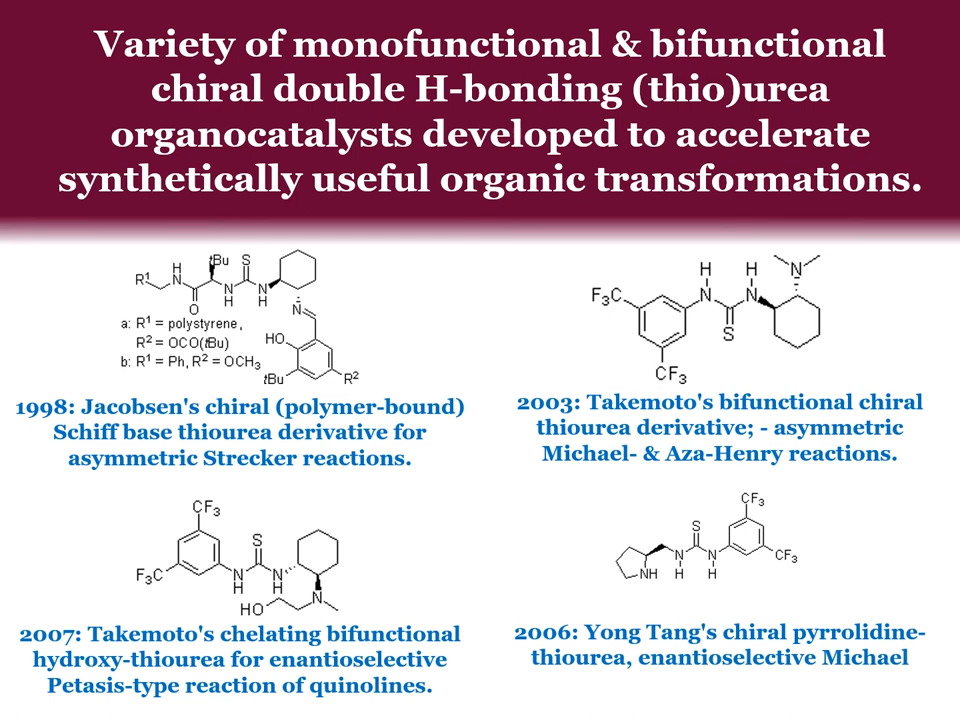 Variety of monofunctional & bifunctional
chiral double H-bonding (thio)urea
organocatalysts developed to accelerate
synthetically useful organic transformations.
tBu
S
H
R¹
N
N
N
H
H
O
N
a: R¹ = polystyrene,
R² = OCO(tBu)
b: R¹ = Ph, R² = OCH₃
HO
tBu
R²
1998: Jacobsen's chiral (polymer-bound)
Schiff base thiourea derivative for
asymmetric Strecker reactions.
H
H
N
F₃C
N
N
S
CF₃
2003: Takemoto's bifunctional chiral
thiourea derivative; - asymmetric
Michael- & Aza-Henry reactions.
CF₃
S
F₃C
N
N
H
H
HO
N
2007: Takemoto's chelating bifunctional
hydroxy-thiourea for enantioselective
Petasis-type reaction of quinolines.
CF₃
S
N
N
CF₃
NH
H
H
2006: Yong Tang's chiral pyrrolidine-
thiourea, enantioselective Michael